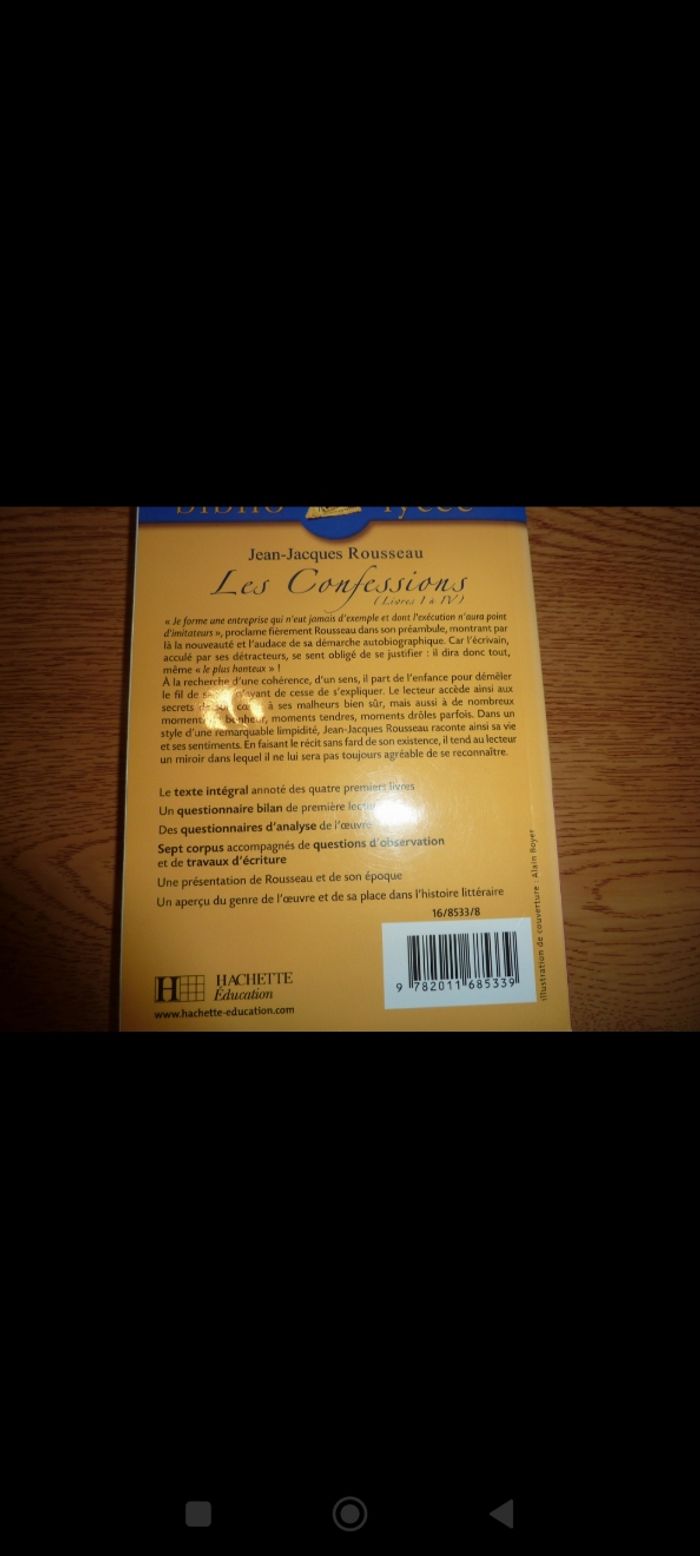 biblio lycée
Jean-Jacques Rousseau
Les Confessions
(Livres I à IV)
« Je forme une entreprise qui n'eut jamais d'exemple et dont l'exécution n'aura point
d'imitateurs », proclame fièrement Rousseau dans son préambule, montrant par
là la nouveauté et l'audace de sa démarche autobiographique. Car l'écrivain,
acculé par ses détracteurs, se sent obligé de se justifier : il dira donc tout,
même « le plus honteux » !
À la recherche d'une cohérence, d'un sens, il part de l'enfance pour démêler
le fil de sa n'ayant de cesse de s'expliquer. Le lecteur accède ainsi aux
secrets de son cœur, à ses malheurs bien sûr, mais aussi à de nombreux
moments de bonheur, moments tendres, moments drôles parfois. Dans un
style d'une remarquable limpidité, Jean-Jacques Rousseau raconte ainsi sa vie
et ses sentiments. En faisant le récit sans fard de son existence, il tend au lecteur
un miroir dans lequel il ne lui sera pas toujours agréable de se reconnaître.
Le texte intégral annoté des quatre premiers livres
Un questionnaire bilan de première lecture
Des questionnaires d'analyse de l'œuvre
Sept corpus accompagnés de questions d'observation
et de travaux d'écriture
Une présentation de Rousseau et de son époque
Un aperçu du genre de l'œuvre et de sa place dans l'histoire littéraire
16/8533/8
9 782011 685339
HACHETTE
Éducation
www.hachette-education.com
Illustration de couverture : Alain Boyer